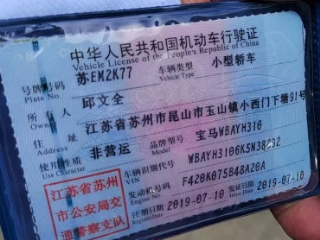 中华人民共和国机动车行驶证
Vehicle License of the People's Republic of China
号牌号码 苏EM2K77 车辆类型 小型轿车
Plate No. Vehicle Type
所有人 邱文全
Owner
住址 江苏省苏州市昆山市玉山镇小西门下塘91号
Address
使用性质 非营运 品牌型号 宝马WBAYH310
Use Character
车辆识别代号
VIN
发动机号码 F420K075B48A20A
注册日期 2019-07-10 发证日期 2019-07-10
江苏省苏州
市公安局交
通警察支队